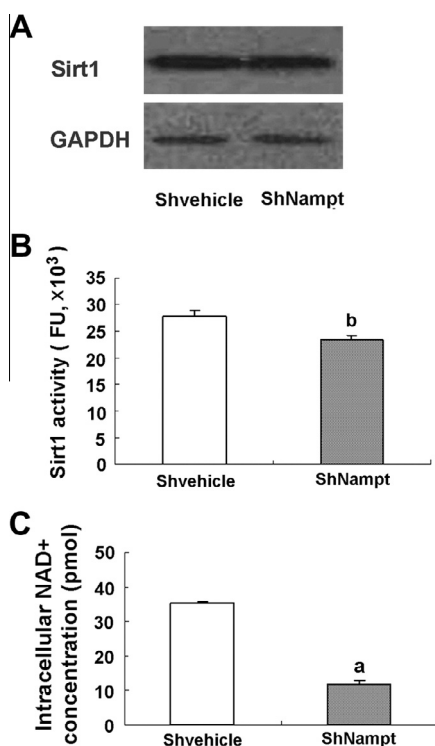 A
Sirt1
GAPDH
Shvehicle ShNampt
B
Sirt1 activity ( FU, ×10³)
35
30
25
20
15
10
5
0
b
Shvehicle ShNampt
C
Intracellular NAD+
concentration (pmol)
50
40
30
20
10
0
a
Shvehicle ShNampt